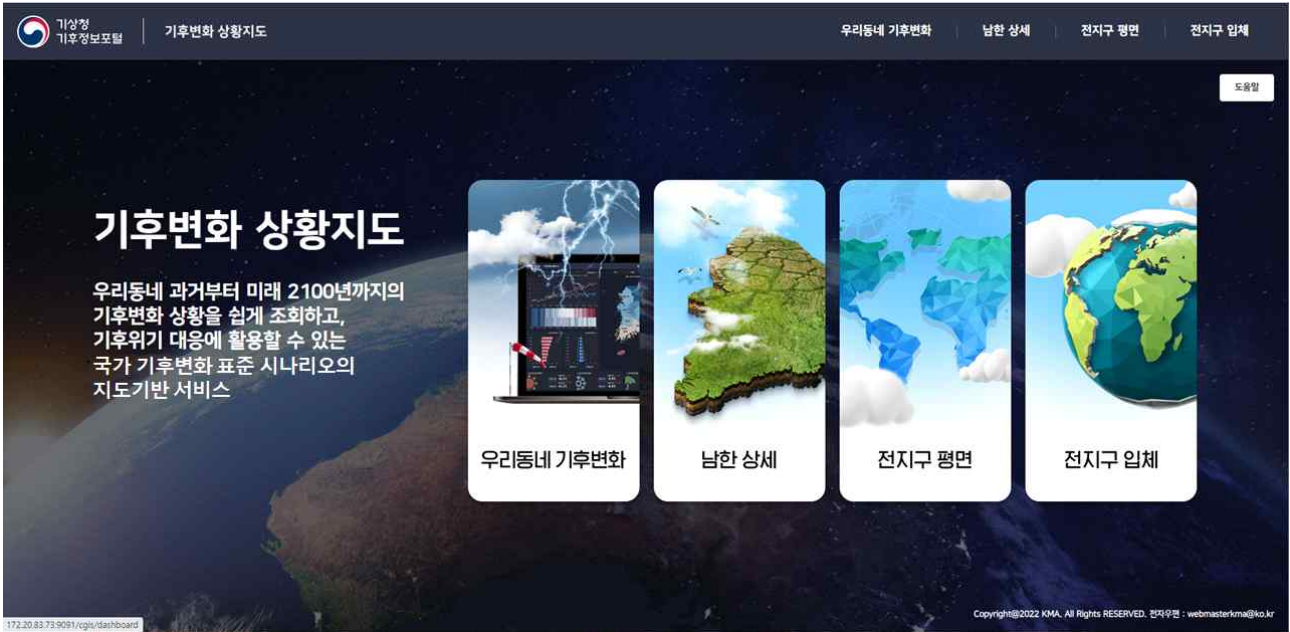 기상청
기후정보포털
기후변화 상황지도
우리동네 기후변화
남한 상세
전지구 평면
전지구 입체
도움말
기후변화 상황지도
우리동네 과거부터 미래 2100년까지의
기후변화 상황을 쉽게 조회하고,
기후위기 대응에 활용할 수 있는
국가 기후변화 표준 시나리오의
지도기반 서비스
우리동네 기후변화
남한 상세
전지구 평면
전지구 입체
Copyright@2022 KMA. All Rights RESERVED. 전자우편 : webmasterkma@ko.kr
172.20.83.73:9091/cgis/dashboard